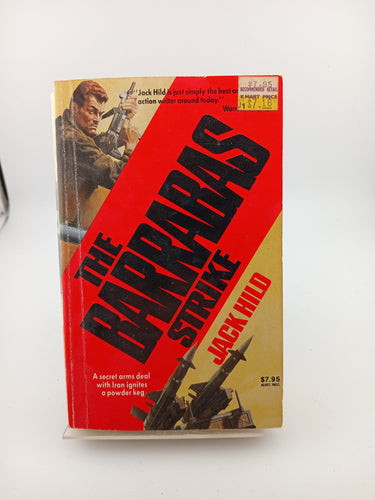 "Jack Hild is just simply the best
action writer around today."
$7.95
RECOMMENDED RETAIL
K MART PRICE
$7.16
THE
BARRABAS
STRIKE
JACK HILD
A secret arms deal
with Iran ignites
a powder keg
$7.95